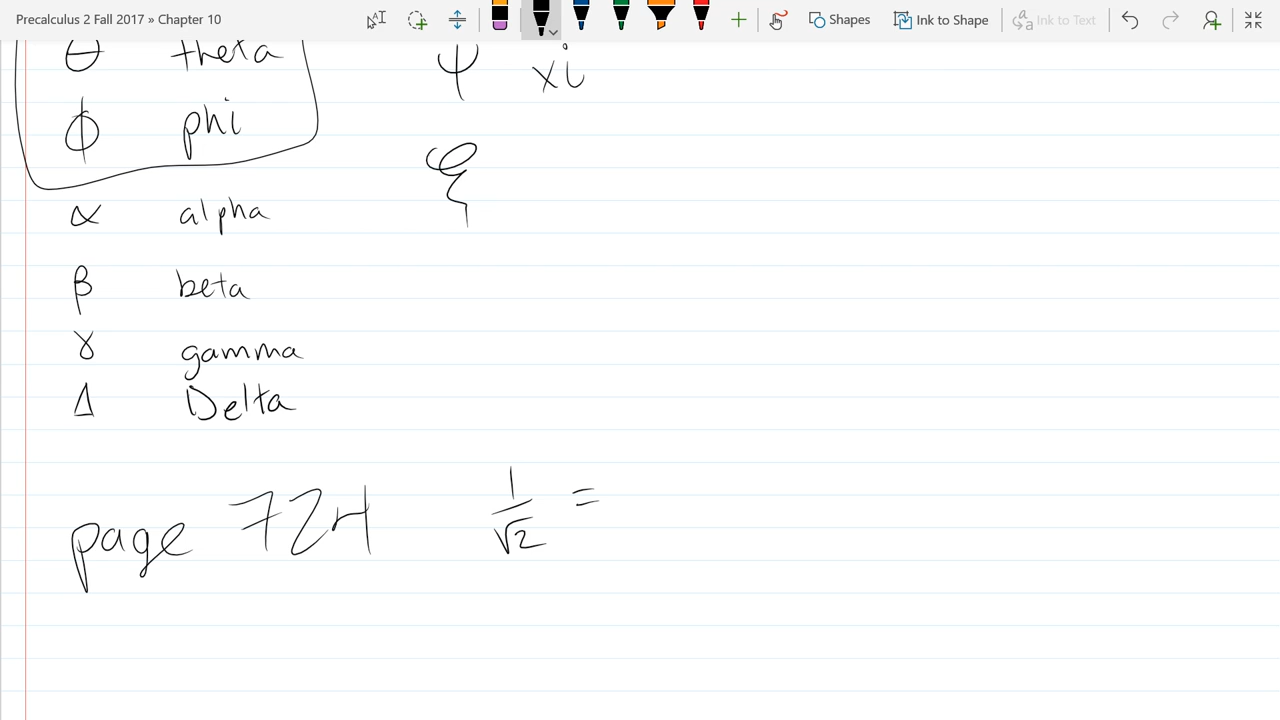 Precalculus 2 Fall 2017 » Chapter 10
Shapes
Ink to Shape
Ink to Text
θ theta
ψ xi
ϕ phi
ξ
α alpha
β beta
γ gamma
Δ Delta
page 724
1/√2 =